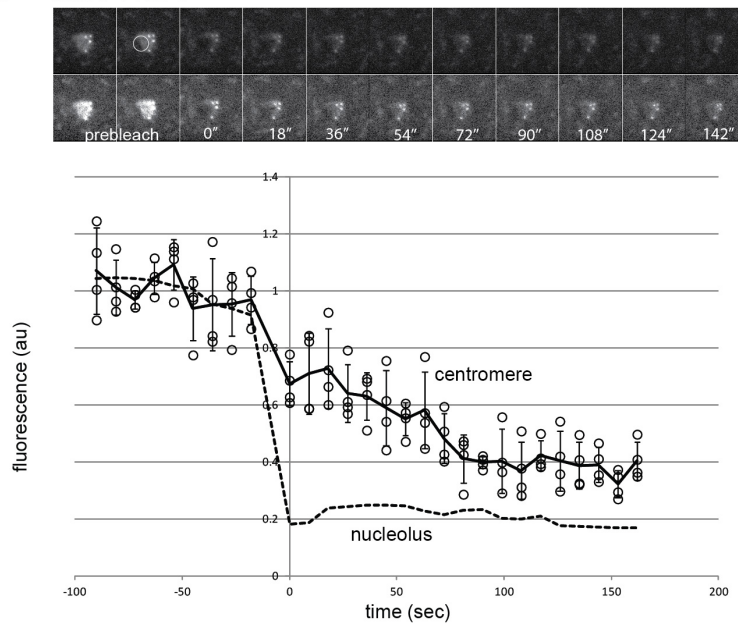 prebleach 0" 18" 36" 54" 72" 90" 108" 124" 142"
1.4
1.2
1
0.8
centromere
0.6
0.4
0.2
nucleolus
0
-100 -50 0 50 100 150 200
time (sec)
fluorescence (au)